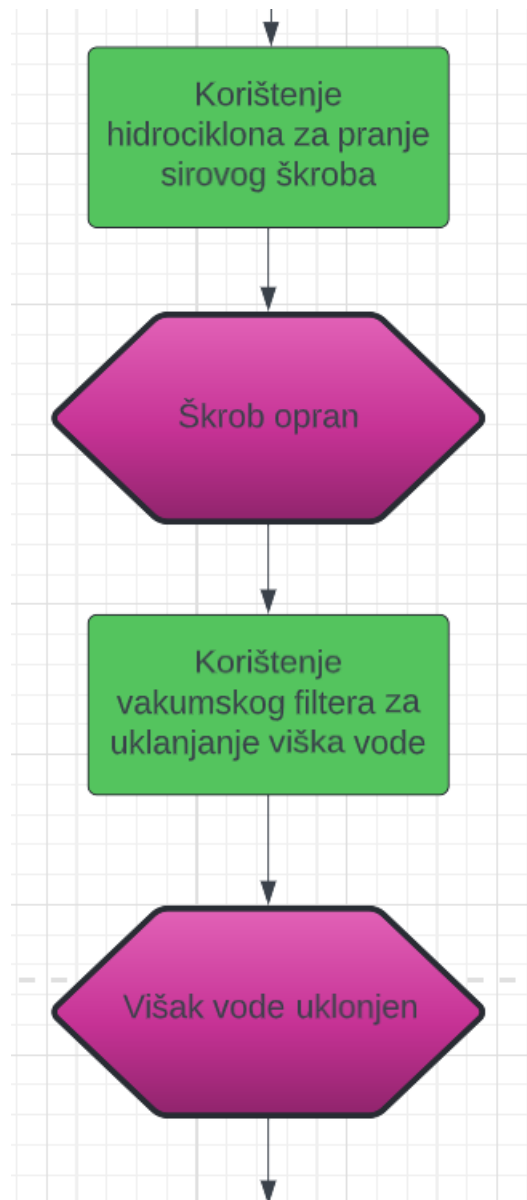 Korištenje
hidrociklona za pranje
sirovog škroba
Škrob opran
Korištenje
vakumskog filtera za
uklanjanje viška vode
Višak vode uklonjen